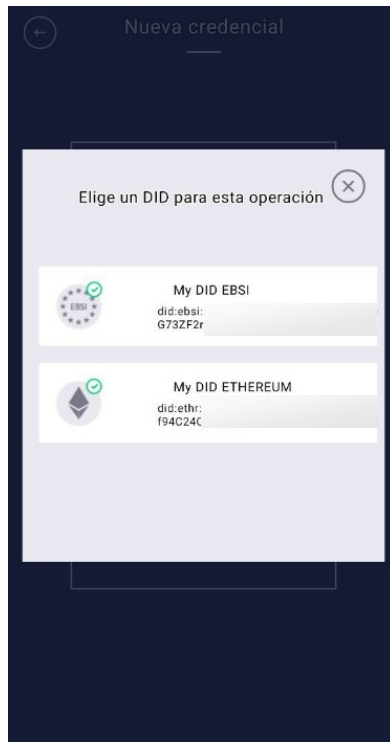 Nueva credencial
Elige un DID para esta operación
EBSI
My DID EBSI
did:ebsi:
G73ZF2r
My DID ETHEREUM
did:ethr:
f94C24C